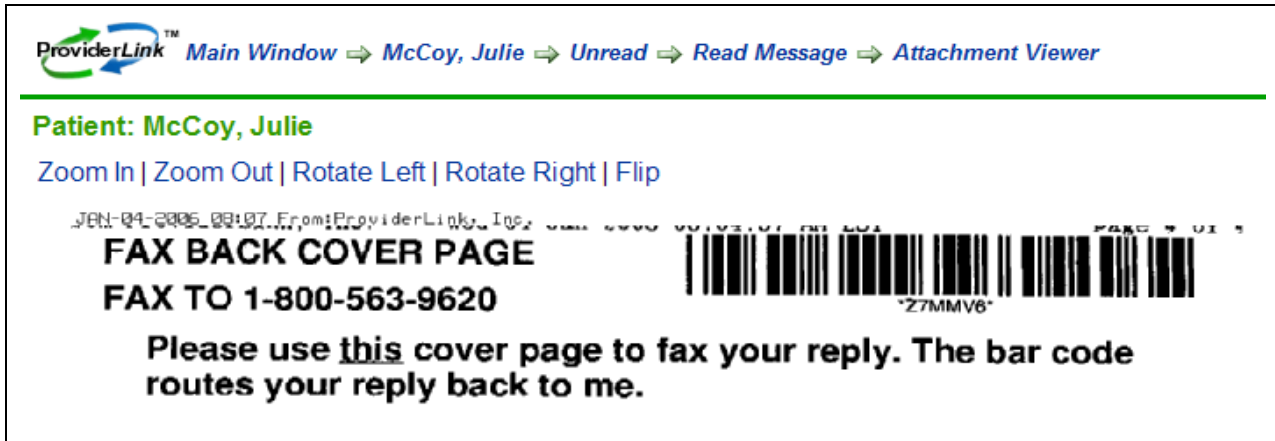 ProviderLink™ Main Window ⇨ McCoy, Julie ⇨ Unread ⇨ Read Message ⇨ Attachment Viewer
Patient: McCoy, Julie
Zoom In | Zoom Out | Rotate Left | Rotate Right | Flip
JAN-04-2006 08:07 From:ProviderLink, Inc.
FAX BACK COVER PAGE
FAX TO 1-800-563-9620
*Z7MMV6*
Please use this cover page to fax your reply. The bar code
routes your reply back to me.